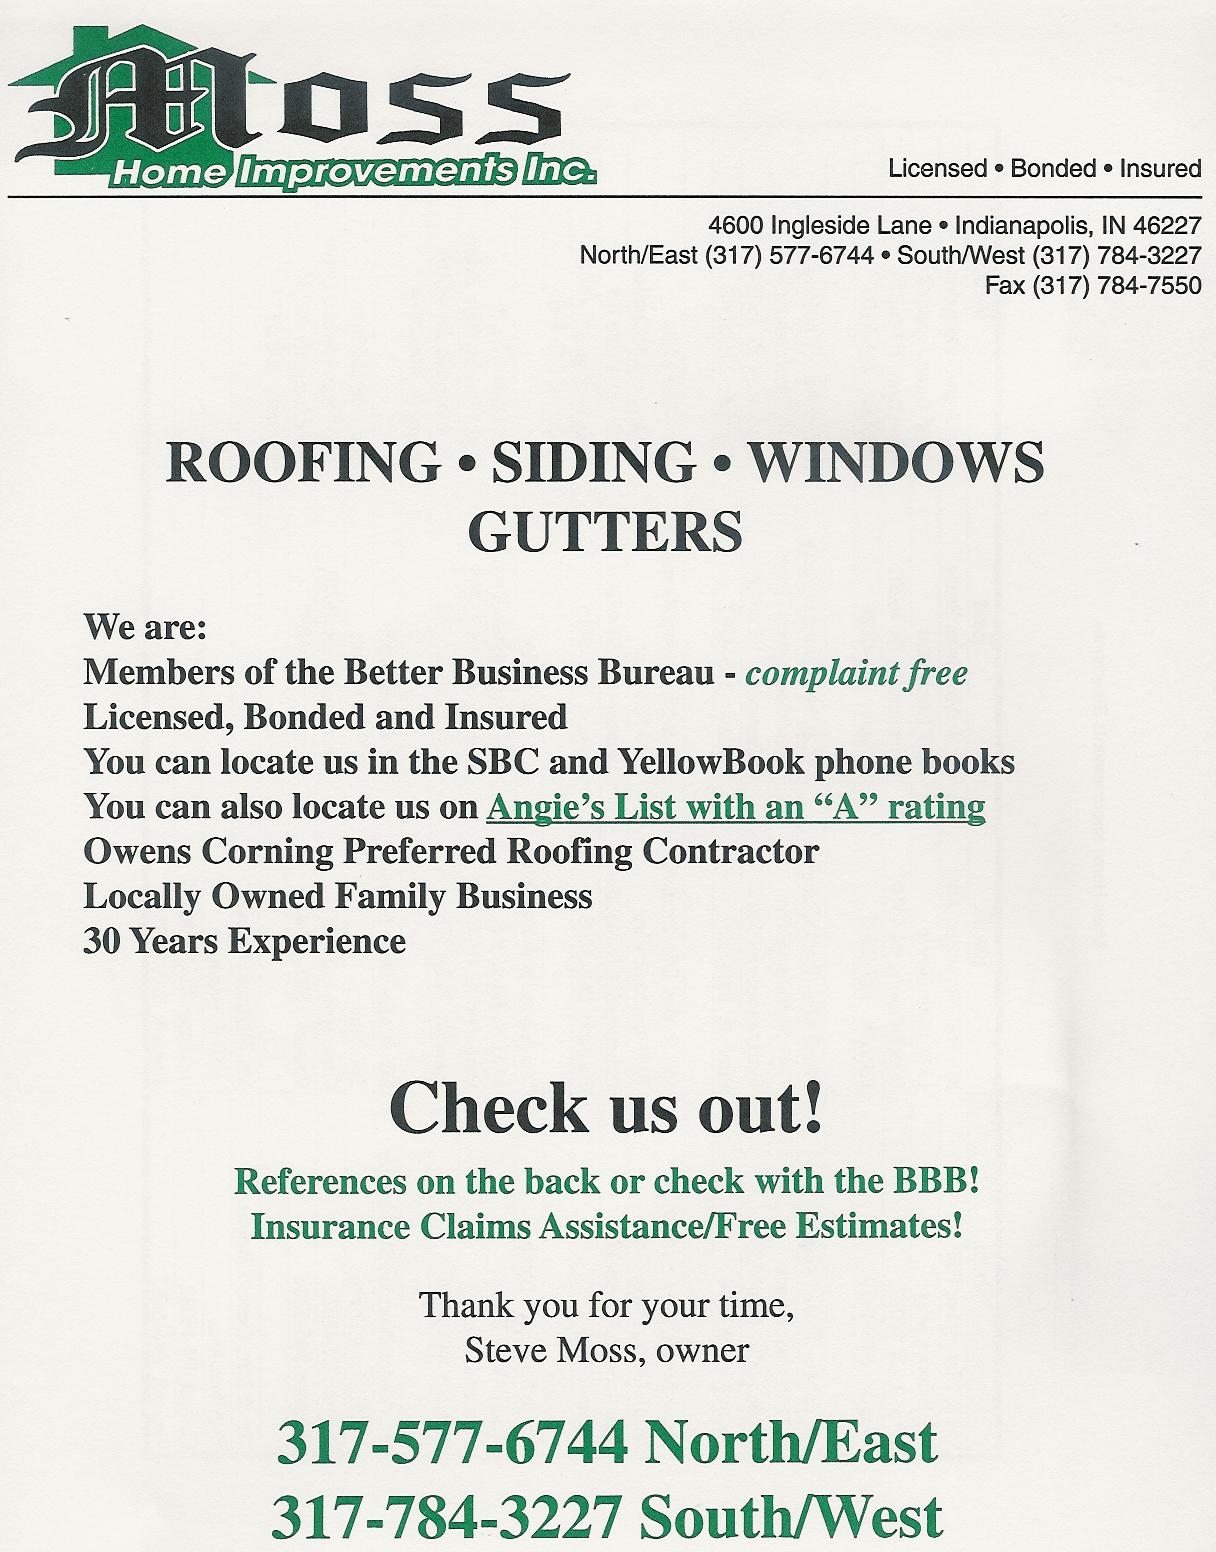 Moss
Home Improvements Inc.
Licensed • Bonded • Insured
4600 Ingleside Lane • Indianapolis, IN 46227
North/East (317) 577-6744 • South/West (317) 784-3227
Fax (317) 784-7550
ROOFING • SIDING • WINDOWS
GUTTERS
We are:
Members of the Better Business Bureau - complaint free
Licensed, Bonded and Insured
You can locate us in the SBC and YellowBook phone books
You can also locate us on Angie's List with an “A” rating
Owens Corning Preferred Roofing Contractor
Locally Owned Family Business
30 Years Experience
Check us out!
References on the back or check with the BBB!
Insurance Claims Assistance/Free Estimates!
Thank you for your time,
Steve Moss, owner
317-577-6744 North/East
317-784-3227 South/West